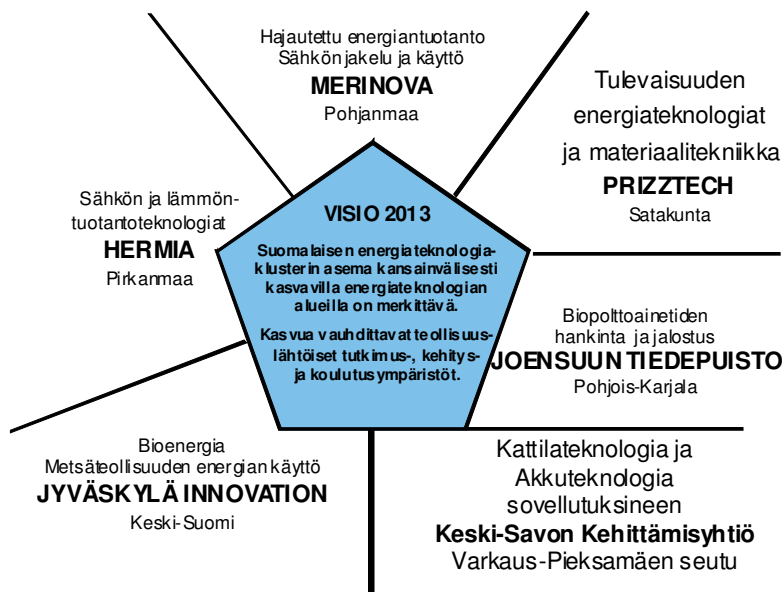 Hajautettu energiantuotanto
Sähkönjakelu ja käyttö
MERINOVA
Pohjanmaa
Tulevaisuuden
energiateknologiat
ja materiaalitekniikka
PRIZZTECH
Satakunta
Sähkön ja lämmön-
tuotantoteknologiat
HERMIA
Pirkanmaa
VISIO 2013
Suomalaisen energiateknologia-
klusterin asema kansainvälisesti
kasvavilla energiateknologian
alueilla on merkittävä.
Kasvua vauhdittavat teollisuus-
lähtöiset tutkimus-, kehitys-
ja koulutusympäristöt.
Biopolttoainetiden
hankinta ja jalostus
JOENSUUN TIEDEPUISTO
Pohjois-Karjala
Bioenergia
Metsäteollisuuden energian käyttö
JYVÄSKYLÄ INNOVATION
Keski-Suomi
Kattilateknologia ja
Akkuteknologia
sovellutuksineen
Keski-Savon Kehittämisyhtiö
Varkaus-Pieksamäen seutu